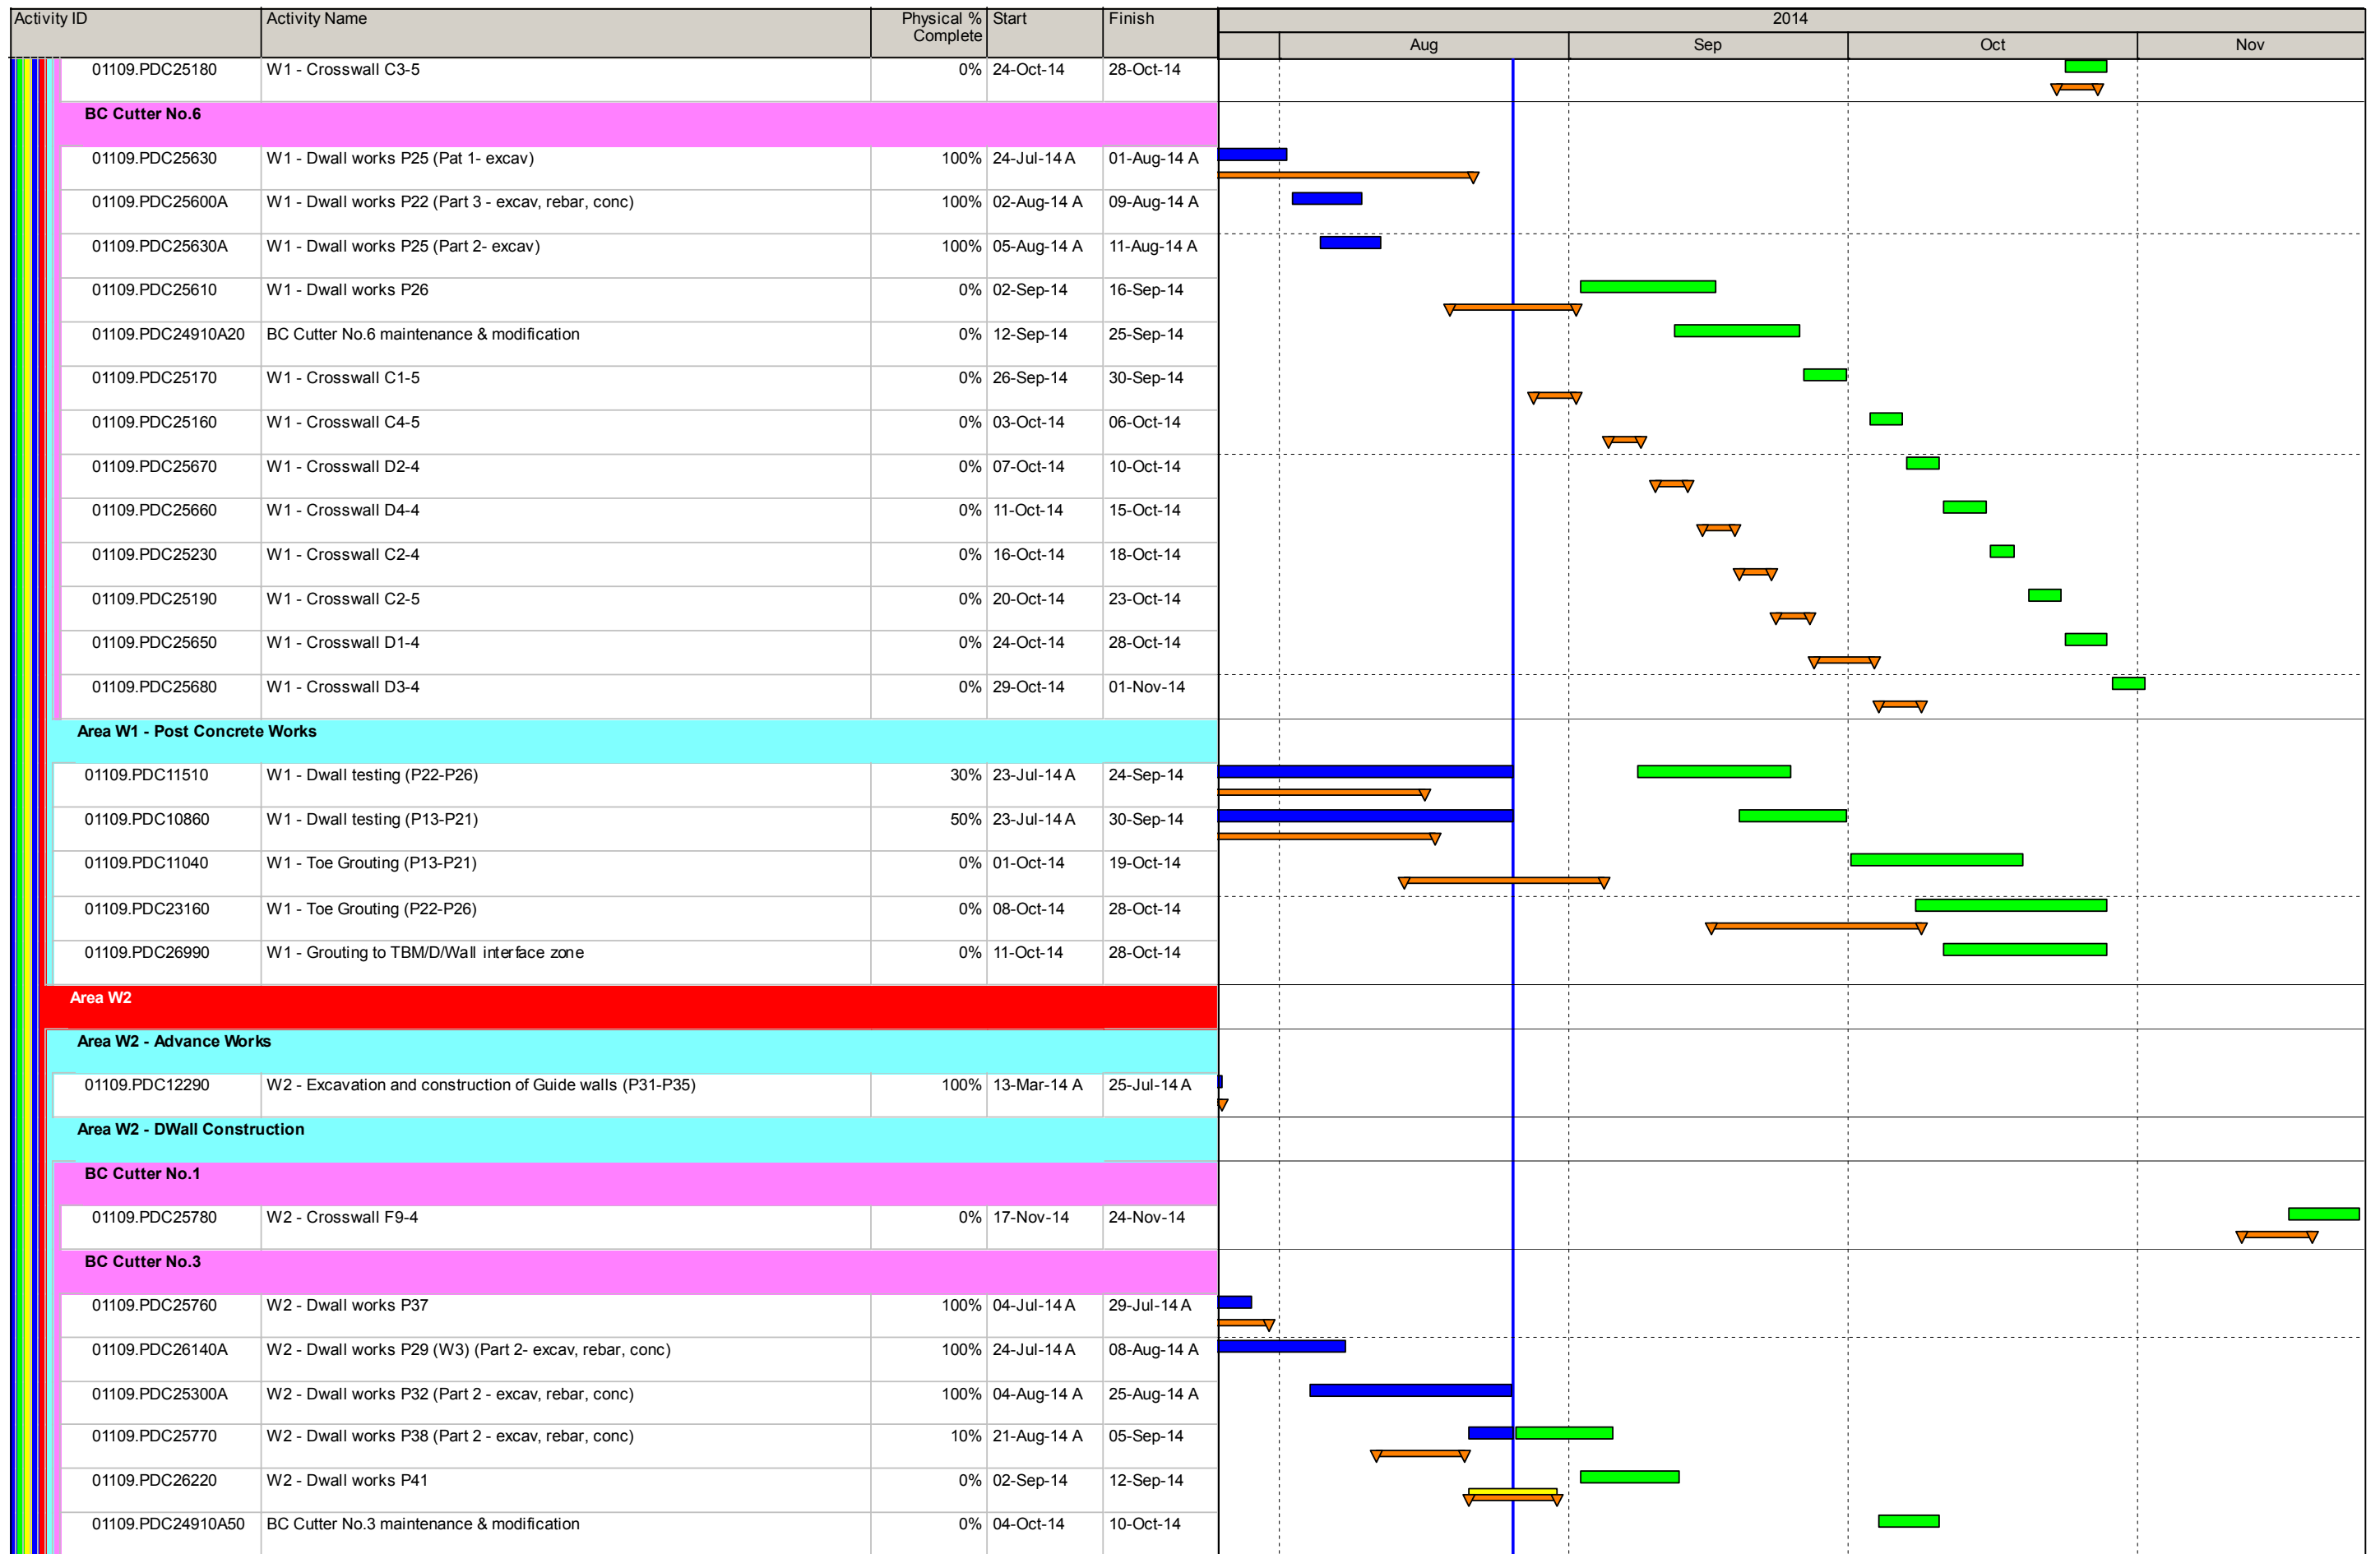 Activity ID Activity Name Physical % Complete Start Finish 2014
Aug Sep Oct Nov
01109.PDC25180 W1 - Crosswall C3-5 0% 24-Oct-14 28-Oct-14
BC Cutter No.6
01109.PDC25630 W1 - Dwall works P25 (Pat 1- excav) 100% 24-Jul-14 A 01-Aug-14 A
01109.PDC25600A W1 - Dwall works P22 (Part 3 - excav, rebar, conc) 100% 02-Aug-14 A 09-Aug-14 A
01109.PDC25630A W1 - Dwall works P25 (Part 2- excav) 100% 05-Aug-14 A 11-Aug-14 A
01109.PDC25610 W1 - Dwall works P26 0% 02-Sep-14 16-Sep-14
01109.PDC24910A20 BC Cutter No.6 maintenance & modification 0% 12-Sep-14 25-Sep-14
01109.PDC25170 W1 - Crosswall C1-5 0% 26-Sep-14 30-Sep-14
01109.PDC25160 W1 - Crosswall C4-5 0% 03-Oct-14 06-Oct-14
01109.PDC25670 W1 - Crosswall D2-4 0% 07-Oct-14 10-Oct-14
01109.PDC25660 W1 - Crosswall D4-4 0% 11-Oct-14 15-Oct-14
01109.PDC25230 W1 - Crosswall C2-4 0% 16-Oct-14 18-Oct-14
01109.PDC25190 W1 - Crosswall C2-5 0% 20-Oct-14 23-Oct-14
01109.PDC25650 W1 - Crosswall D1-4 0% 24-Oct-14 28-Oct-14
01109.PDC25680 W1 - Crosswall D3-4 0% 29-Oct-14 01-Nov-14
Area W1 - Post Concrete Works
01109.PDC11510 W1 - Dwall testing (P22-P26) 30% 23-Jul-14 A 24-Sep-14
01109.PDC10860 W1 - Dwall testing (P13-P21) 50% 23-Jul-14 A 30-Sep-14
01109.PDC11040 W1 - Toe Grouting (P13-P21) 0% 01-Oct-14 19-Oct-14
01109.PDC23160 W1 - Toe Grouting (P22-P26) 0% 08-Oct-14 28-Oct-14
01109.PDC26990 W1 - Grouting to TBM/D/Wall interface zone 0% 11-Oct-14 28-Oct-14
Area W2
Area W2 - Advance Works
01109.PDC12290 W2 - Excavation and construction of Guide walls (P31-P35) 100% 13-Mar-14 A 25-Jul-14 A
Area W2 - DWall Construction
BC Cutter No.1
01109.PDC25780 W2 - Crosswall F9-4 0% 17-Nov-14 24-Nov-14
BC Cutter No.3
01109.PDC25760 W2 - Dwall works P37 100% 04-Jul-14 A 29-Jul-14 A
01109.PDC26140A W2 - Dwall works P29 (W3) (Part 2- excav, rebar, conc) 100% 24-Jul-14 A 08-Aug-14 A
01109.PDC25300A W2 - Dwall works P32 (Part 2 - excav, rebar, conc) 100% 04-Aug-14 A 25-Aug-14 A
01109.PDC25770 W2 - Dwall works P38 (Part 2 - excav, rebar, conc) 10% 21-Aug-14 A 05-Sep-14
01109.PDC26220 W2 - Dwall works P41 0% 02-Sep-14 12-Sep-14
01109.PDC24910A50 BC Cutter No.3 maintenance & modification 0% 04-Oct-14 10-Oct-14